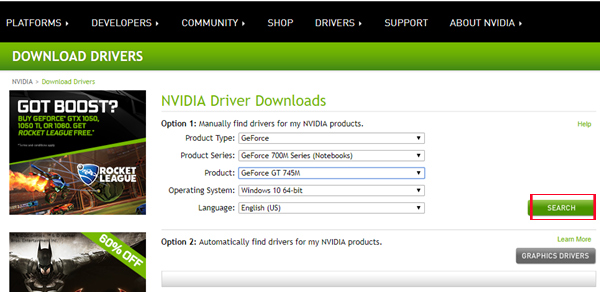 PLATFORMS DEVELOPERS COMMUNITY SHOP DRIVERS SUPPORT ABOUT NVIDIA
DOWNLOAD DRIVERS
NVIDIA > Download Drivers
GOT BOOST?
BUY GEFORCE® GTX 1050,
1050 TI, OR 1060. GET
ROCKET LEAGUE FREE.*
*Terms and conditions apply.
ROCKET
LEAGUE
60% OFF
NVIDIA Driver Downloads
Option 1: Manually find drivers for my NVIDIA products.
Help
Product Type: GeForce
Product Series: GeForce 700M Series (Notebooks)
Product: GeForce GT 745M
Operating System: Windows 10 64-bit
Language: English (US)
SEARCH
Option 2: Automatically find drivers for my NVIDIA products.
Learn More
GRAPHICS DRIVERS